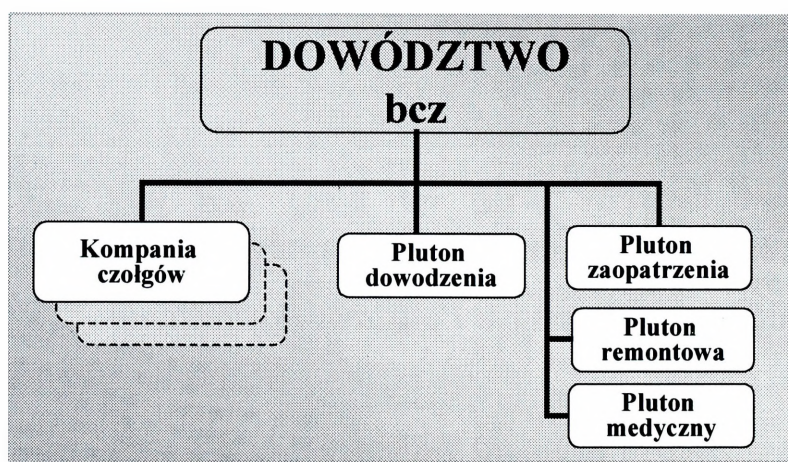 DOWÓDZTWO
bcz
Kompania
czołgów
Pluton
dowodzenia
Pluton
zaopatrzenia
Pluton
remontowa
Pluton
medyczny